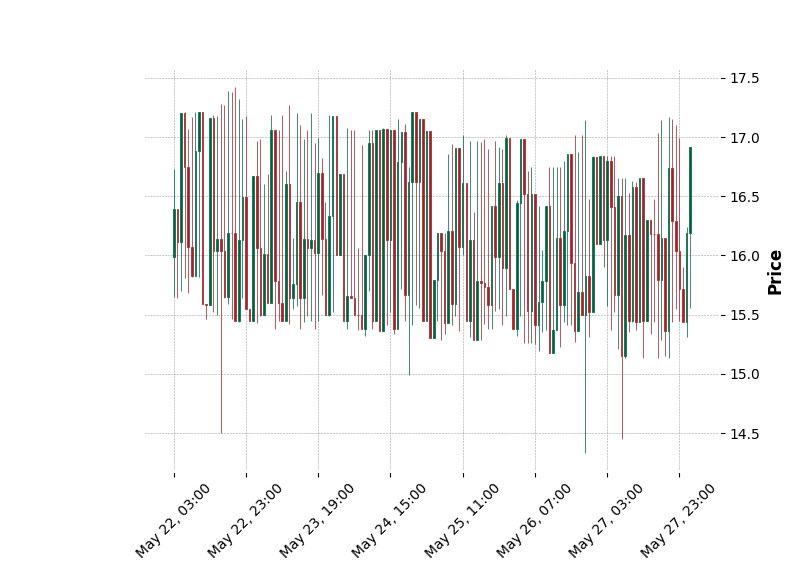 17.5
17.0
16.5
16.0
15.5
15.0
14.5
Price
May 22, 03:00
May 22, 23:00
May 23, 19:00
May 24, 15:00
May 25, 11:00
May 26, 07:00
May 27, 03:00
May 27, 23:00